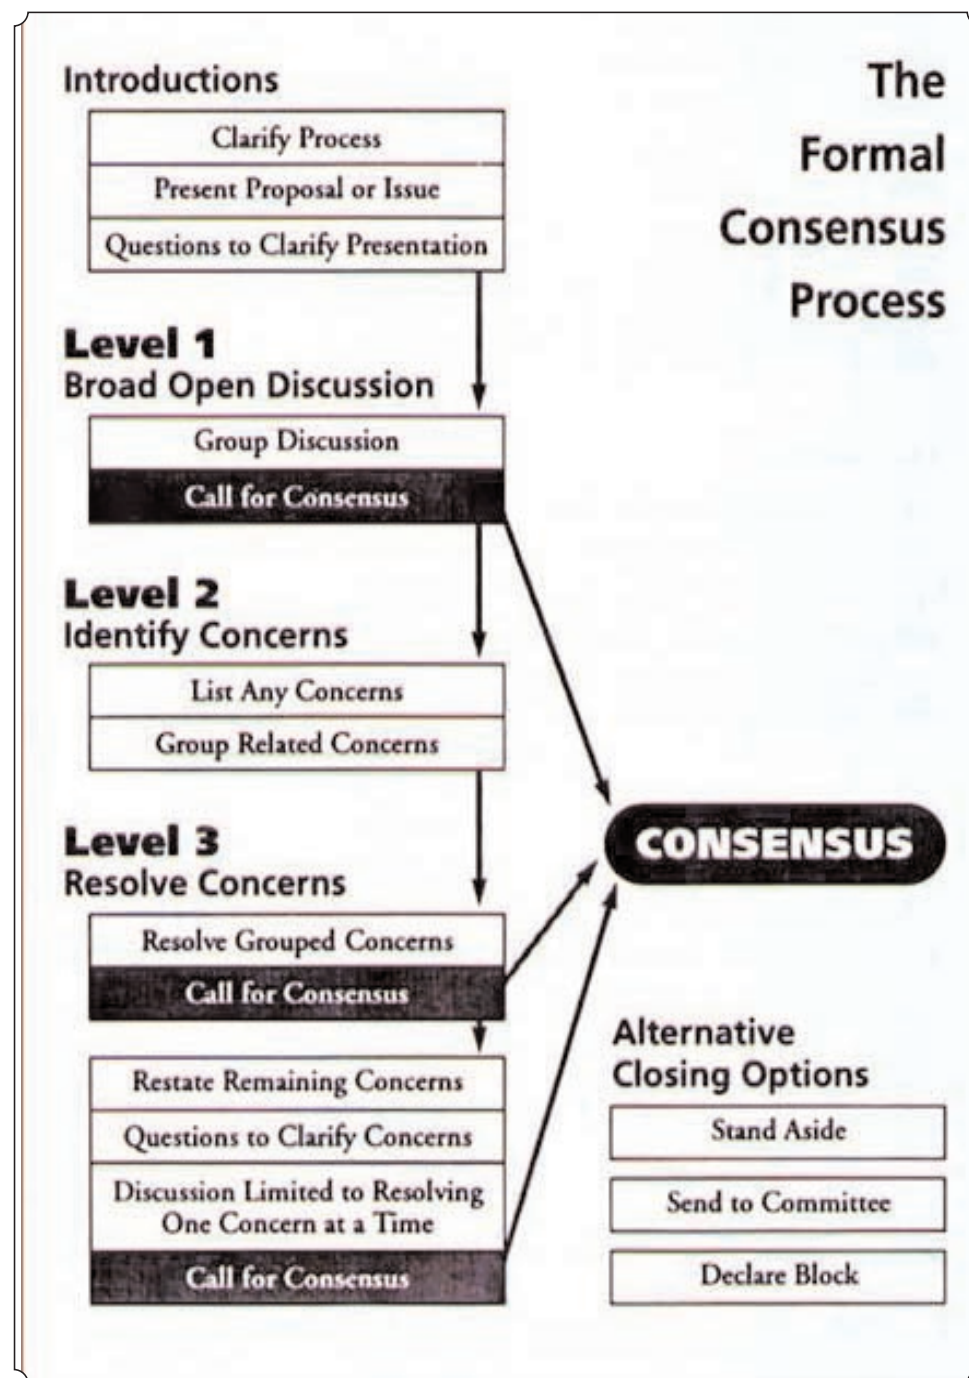 The
Formal
Consensus
Process
Introductions
Clarify Process
Present Proposal or Issue
Questions to Clarify Presentation
Level 1
Broad Open Discussion
Group Discussion
Call for Consensus
Level 2
Identify Concerns
List Any Concerns
Group Related Concerns
Level 3
Resolve Concerns
Resolve Grouped Concerns
Call for Consensus
Restate Remaining Concerns
Questions to Clarify Concerns
Discussion Limited to Resolving
One Concern at a Time
Call for Consensus
CONSENSUS
Alternative
Closing Options
Stand Aside
Send to Committee
Declare Block